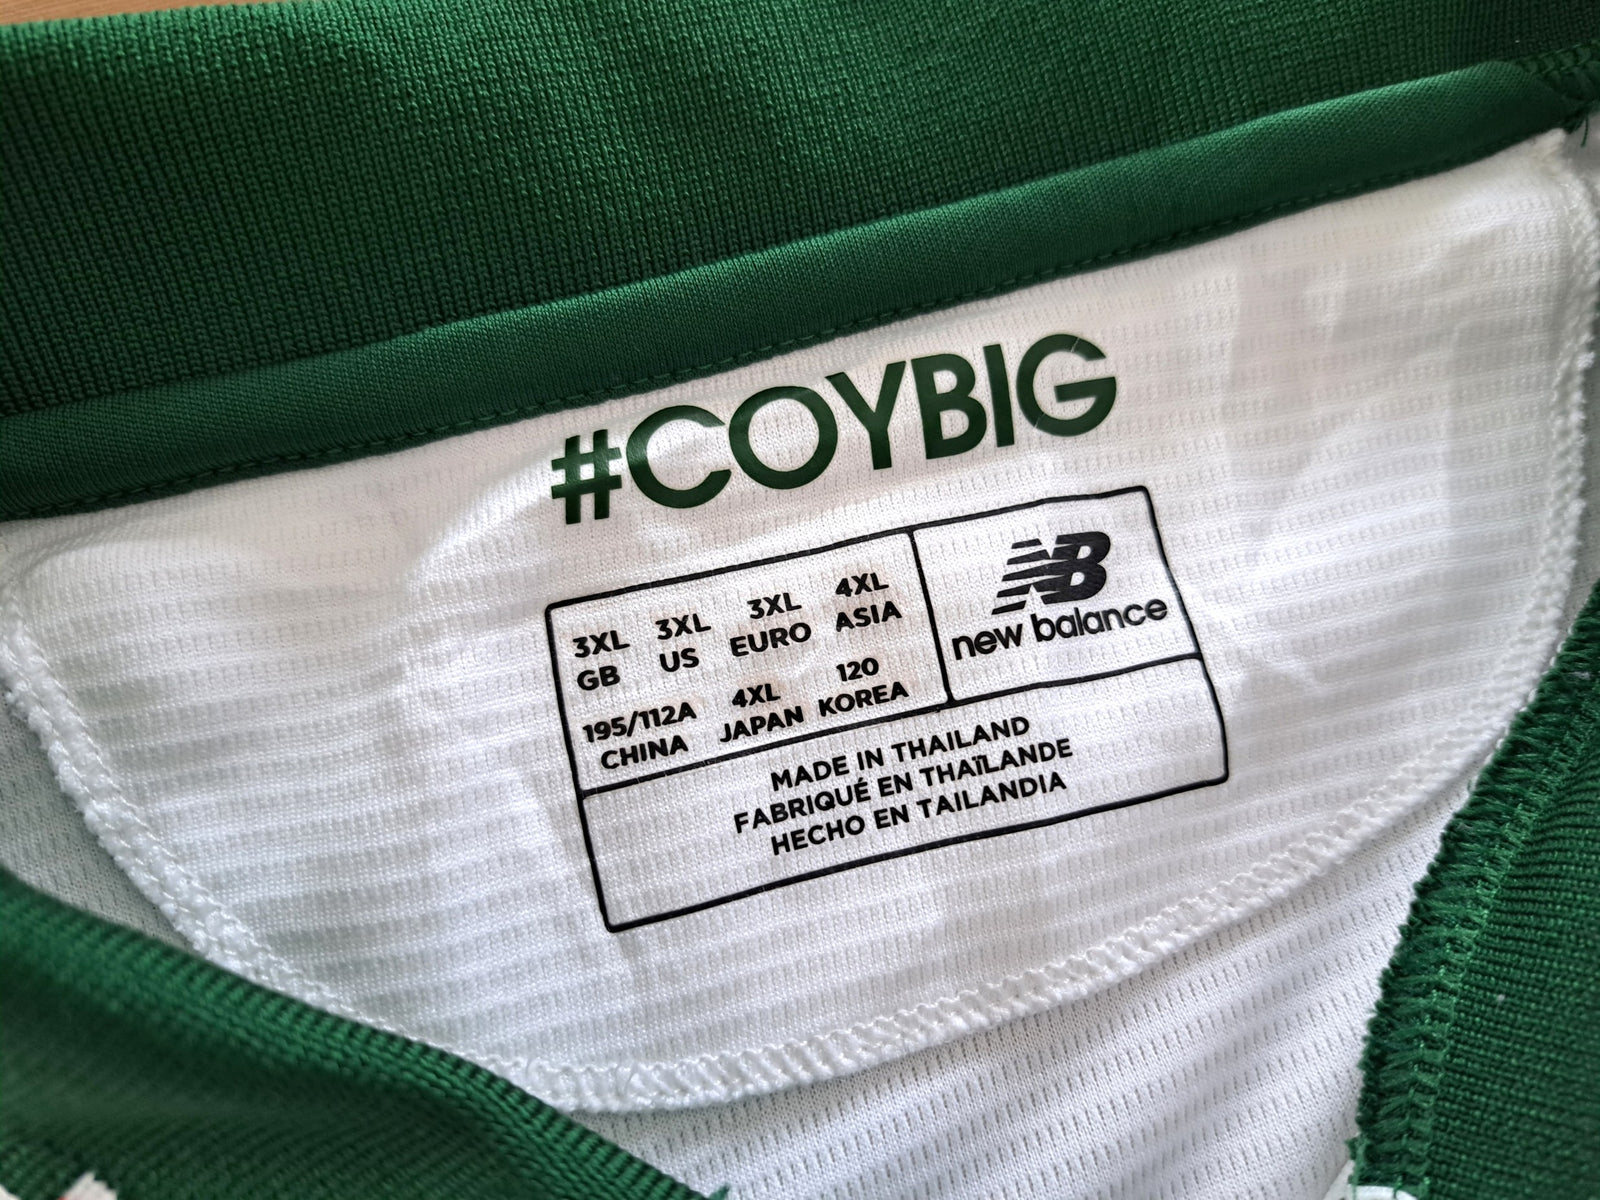 #COYBIG
3XL 3XL 3XL 4XL
GB US EURO ASIA
195/112A 4XL 120
CHINA JAPAN KOREA
NB
new balance
MADE IN THAILAND
FABRIQUÉ EN THAÏLANDE
HECHO EN TAILANDIA